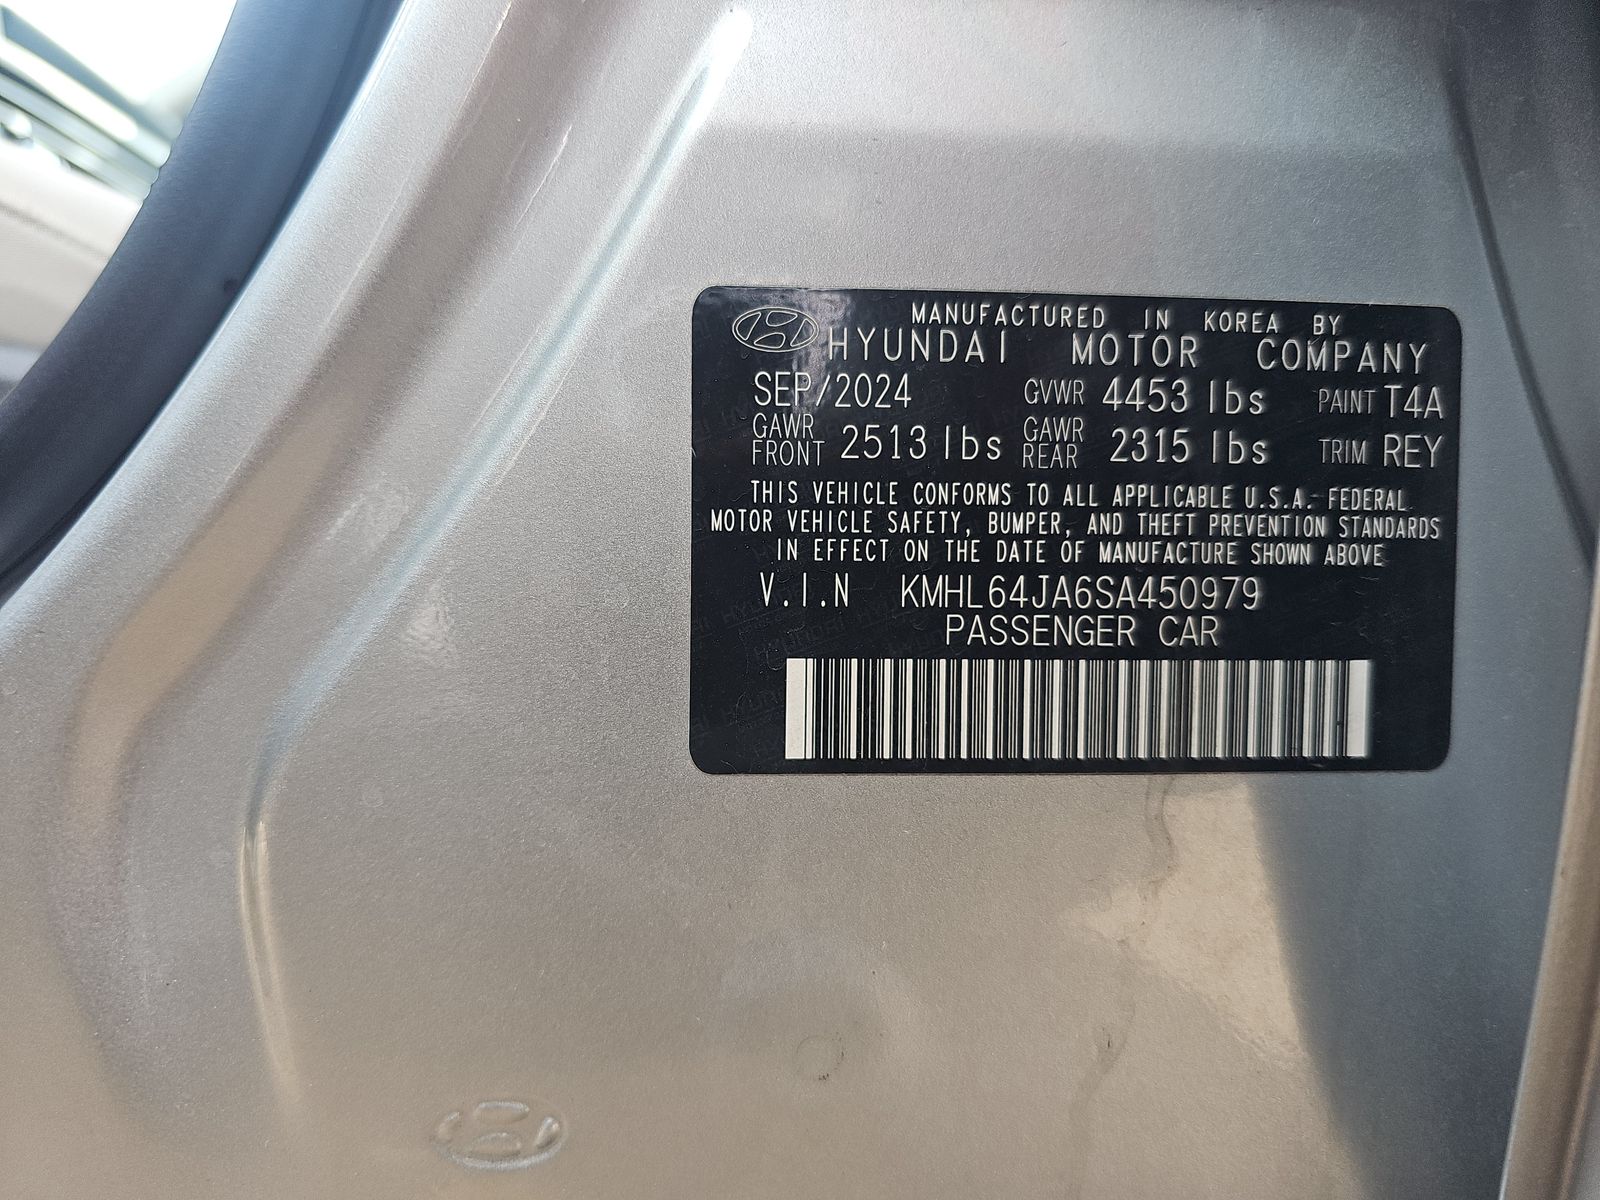 MANUFACTURED IN KOREA BY
HYUNDAI MOTOR COMPANY
SEP/2024 GVWR 4453 lbs PAINT T4A
GAWR FRONT 2513 lbs GAWR REAR 2315 lbs TRIM REY
THIS VEHICLE CONFORMS TO ALL APPLICABLE U.S.A. FEDERAL
MOTOR VEHICLE SAFETY, BUMPER, AND THEFT PREVENTION STANDARDS
IN EFFECT ON THE DATE OF MANUFACTURE SHOWN ABOVE
V.I.N KMHL64JA6SA450979
PASSENGER CAR